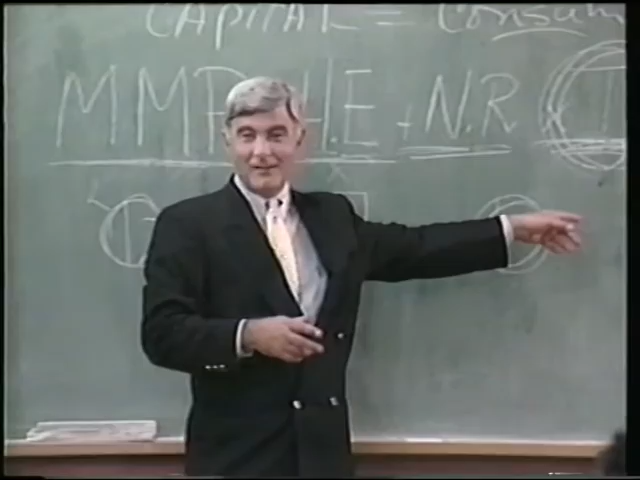 CAPITAL = Consum
MMP H.E + N.R T